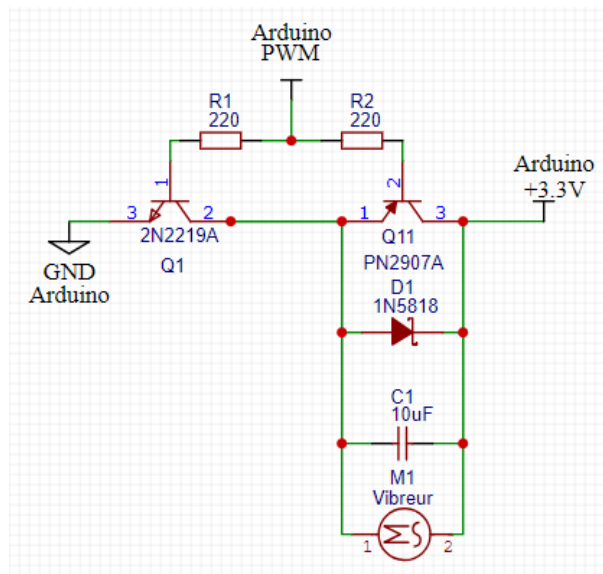 Arduino
PWM
R1
220
R2
220
1
2
Arduino
+3.3V
3
2
1
3
2N2219A
Q1
Q11
PN2907A
GND
Arduino
D1
1N5818
C1
10uF
M1
Vibreur
1
2